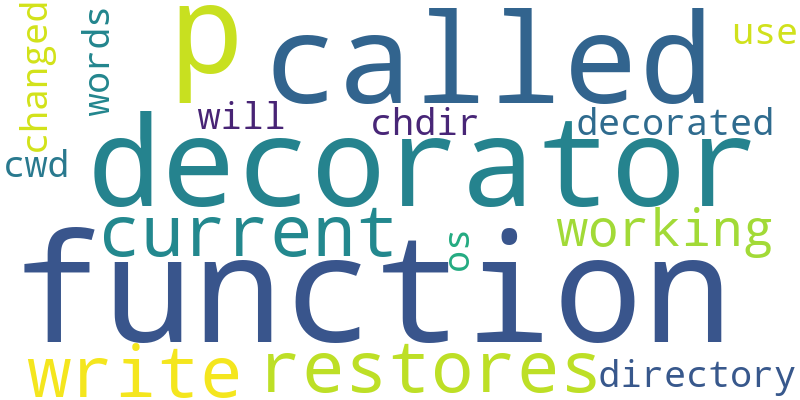 changed
words
p
called
use
will
chdir
decorated
cwd
decorator
current
os
working
function
write
restores
directory